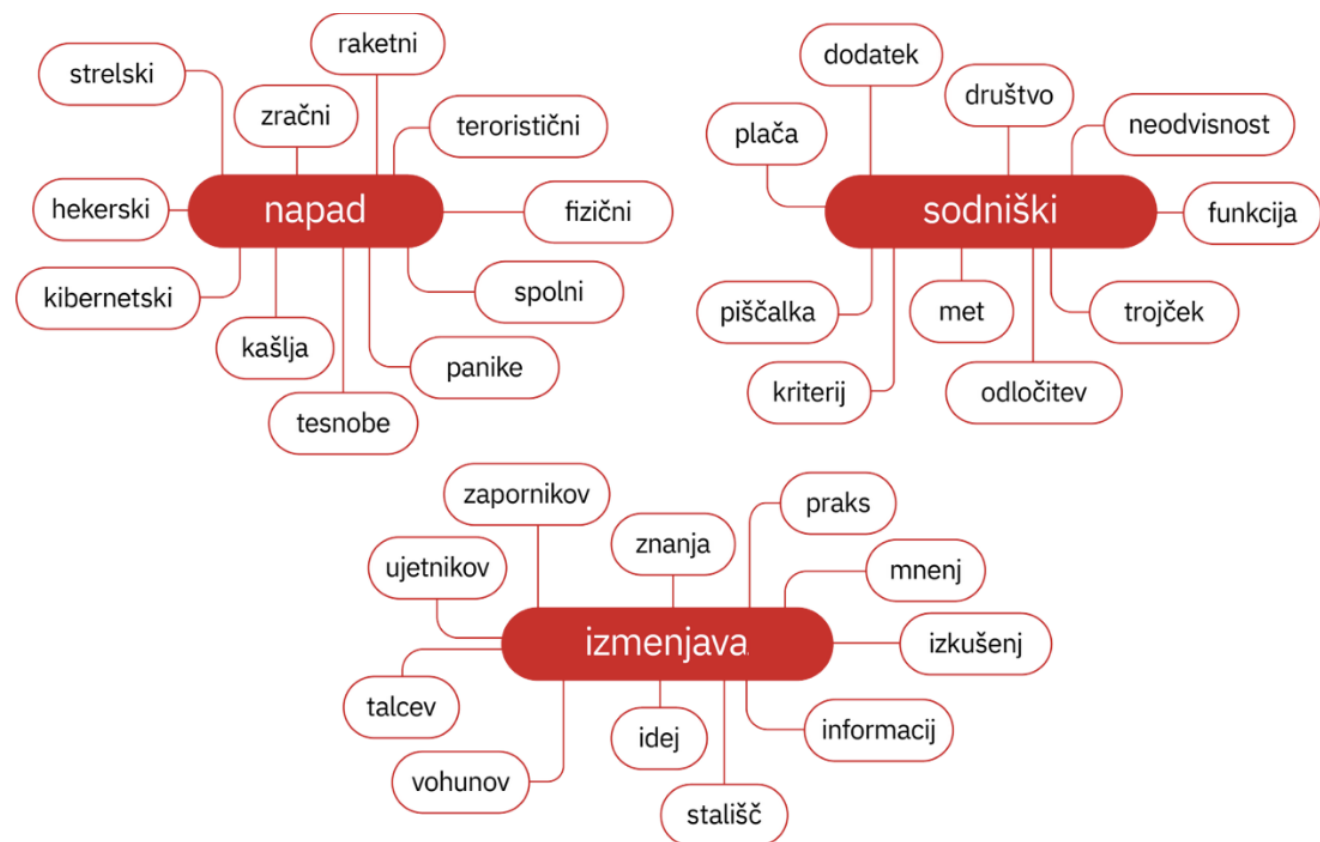 raketni
strelski
zračni
teroristični
hekerski
napad
fizični
kibernetski
spolni
kašlja
panike
tesnobe
dodatek
društvo
plača
neodvisnost
sodniški
funkcija
piščalka
met
trojček
kriterij
odločitev
zapornikov
praks
znanja
ujetnikov
mnenj
izmenjava
izkušenj
talcev
idej
informacij
vohunov
stališč